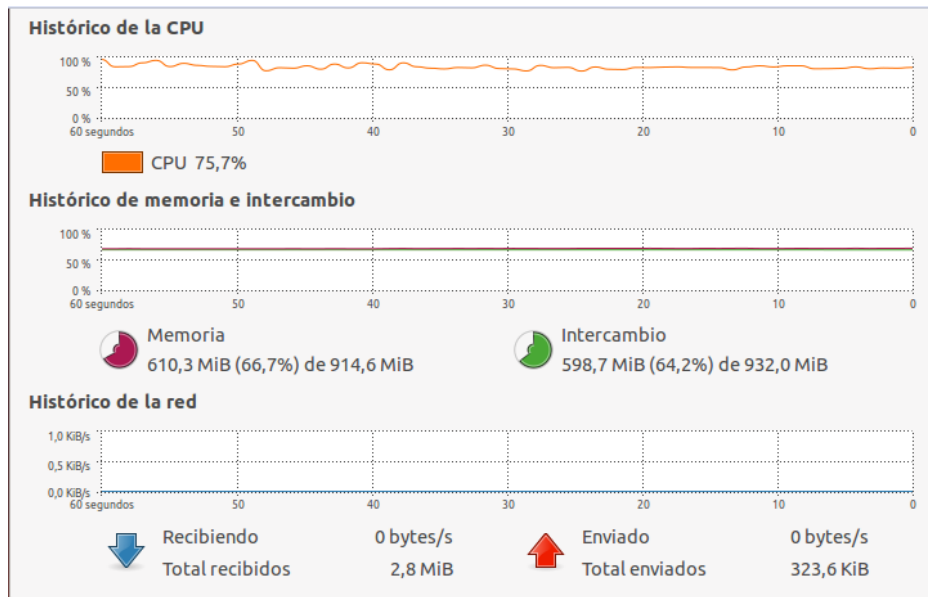 Histórico de la CPU
100 %
50 %
0 %
60 segundos 50 40 30 20 10 0
CPU 75,7%
Histórico de memoria e intercambio
100 %
50 %
0 %
60 segundos 50 40 30 20 10 0
Memoria Intercambio
610,3 MiB (66,7%) de 914,6 MiB 598,7 MiB (64,2%) de 932,0 MiB
Histórico de la red
1,0 KiB/s
0,5 KiB/s
0,0 KiB/s
60 segundos 50 40 30 20 10 0
Recibiendo 0 bytes/s Enviado 0 bytes/s
Total recibidos 2,8 MiB Total enviados 323,6 KiB